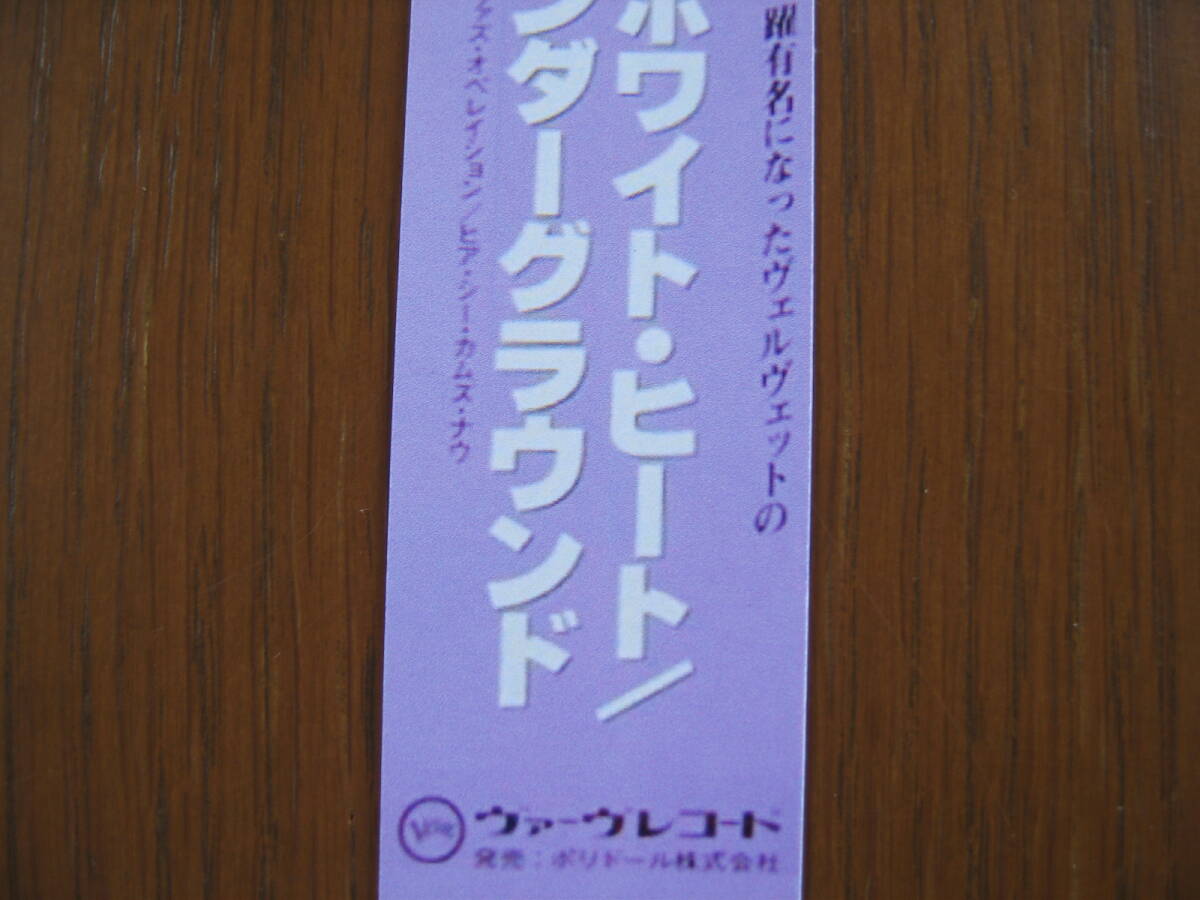 躍有名になったヴェルヴェットの
ホワイト・ヒート/
ンダーグラウンド
アズ・オペレイション/ヒア・シー・カムズ・ナウ
Verve
ヴァーヴレコード
発売：ポリドール株式会社